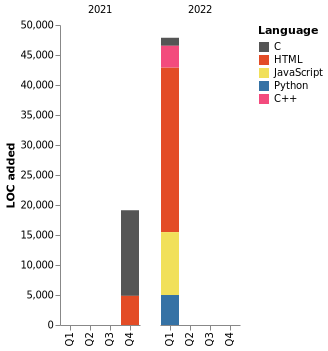 2021 2022
Language
C
HTML
JavaScript
Python
C++
LOC added
50,000
45,000
40,000
35,000
30,000
25,000
20,000
15,000
10,000
5,000
0
Q1 Q2 Q3 Q4 Q1 Q2 Q3 Q4